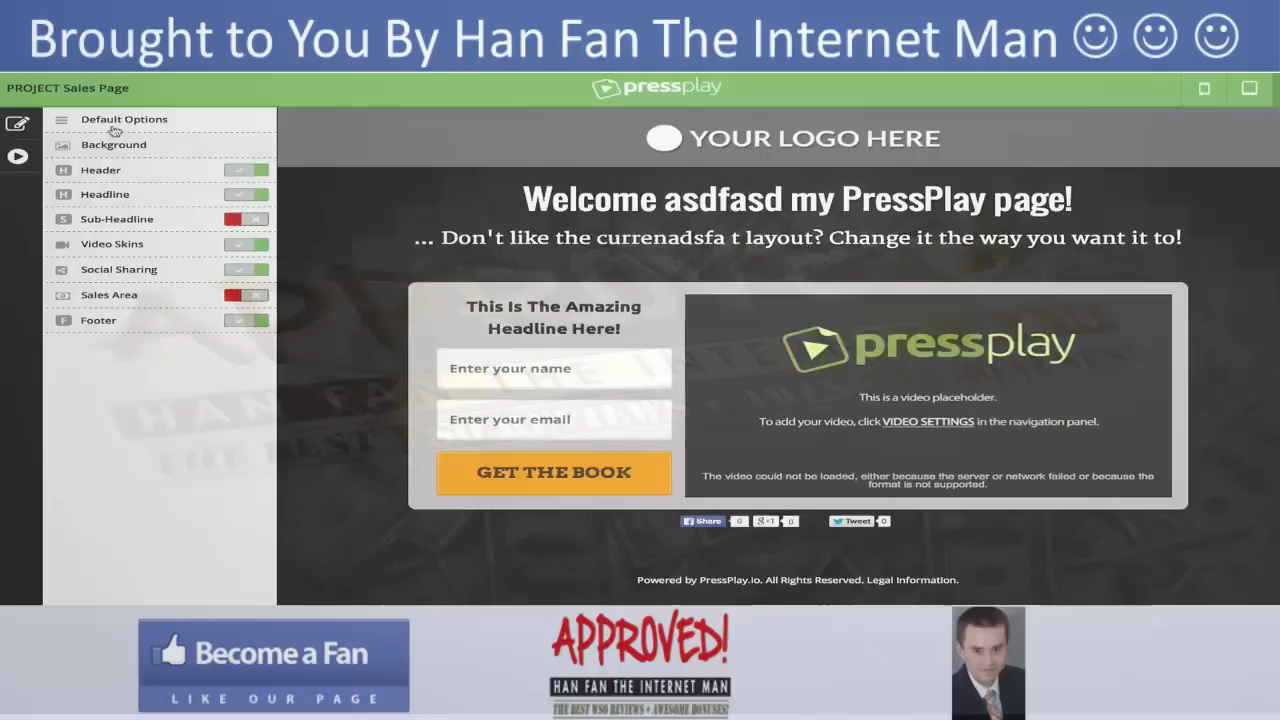 Brought to You By Han Fan The Internet Man
PROJECT Sales Page
pressplay
Default Options
Background
H Header
H Headline
S Sub-Headline
Video Skins
Social Sharing
Sales Area
F Footer
YOUR LOGO HERE
Welcome asdfasd my PressPlay page!
... Don't like the currenadsfa t layout? Change it the way you want it to!
This Is The Amazing
Headline Here!
Enter your name
Enter your email
GET THE BOOK
pressplay
This is a video placeholder.
To add your video, click VIDEO SETTINGS in the navigation panel.
The video could not be loaded, either because the server or network failed or because the
format is not supported.
Share 0 +1 0 Tweet 0
Powered by PressPlay.io. All Rights Reserved. Legal Information.
Become a Fan
LIKE OUR PAGE
APPROVED!
HAN FAN THE INTERNET MAN
THE BEST WSO REVIEWS + AWESOME BONUSES!